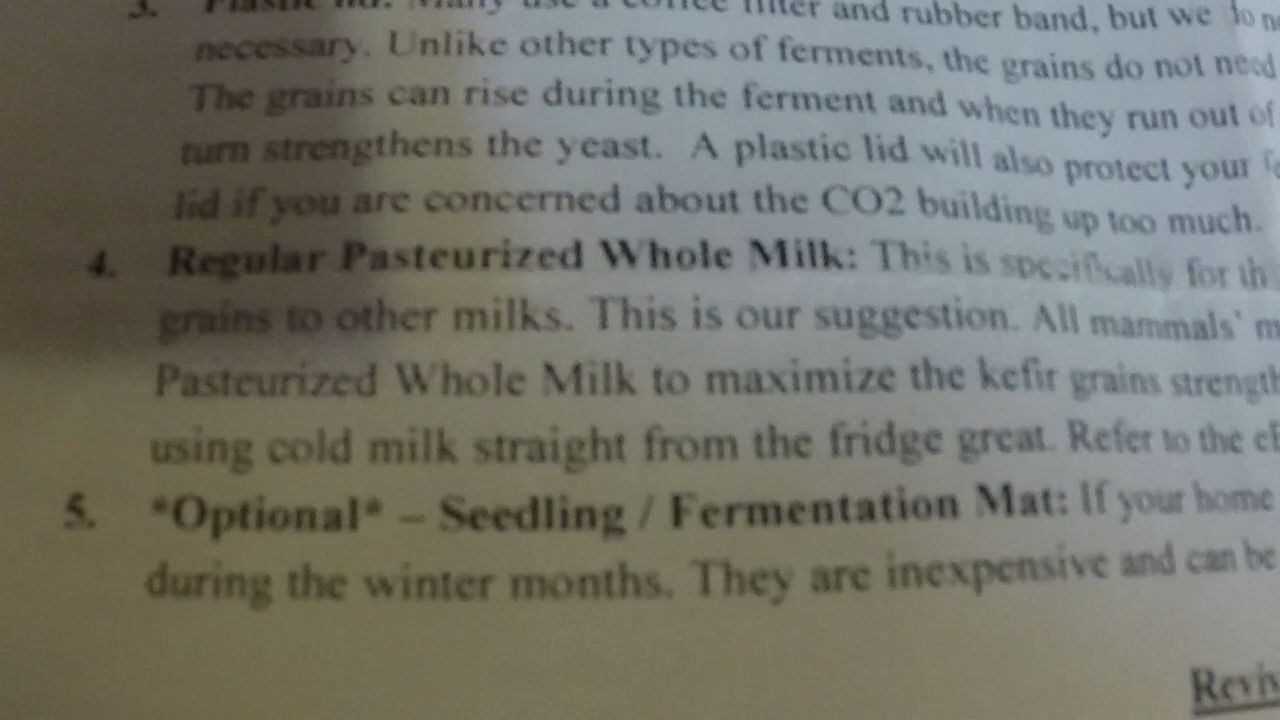 3. Plastic lid: Many use a coffee filter and rubber band, but we do
necessary. Unlike other types of ferments, the grains do not need
The grains can rise during the ferment and when they run out of
turn strengthens the yeast. A plastic lid will also protect your
lid if you are concerned about the CO2 building up too much.
4. Regular Pasteurized Whole Milk: This is specifically for
grains to other milks. This is our suggestion. All mammals'
Pasteurized Whole Milk to maximize the kefir grains
using cold milk straight from the fridge great. Refer to the
5. *Optional* – Seedling / Fermentation Mat: If your home
during the winter months. They are inexpensive and can be